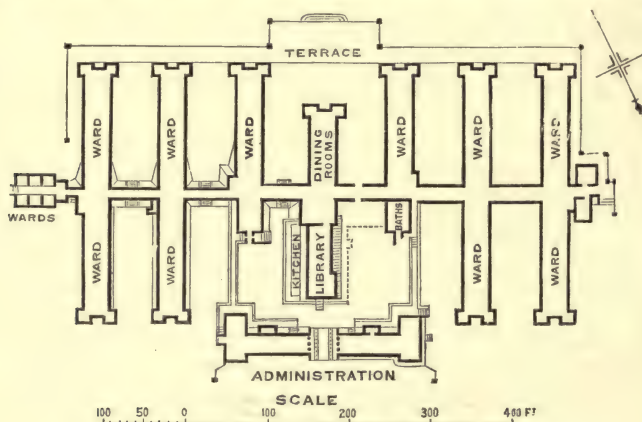 TERRACE
WARD
WARD
WARD
DINING
ROOMS
WARD
WARD
WARD
WARDS
WARD
WARD
KITCHEN
LIBRARY
BATHS
WARD
WARD
ADMINISTRATION
SCALE
100 50 0 100 200 300 400 FT